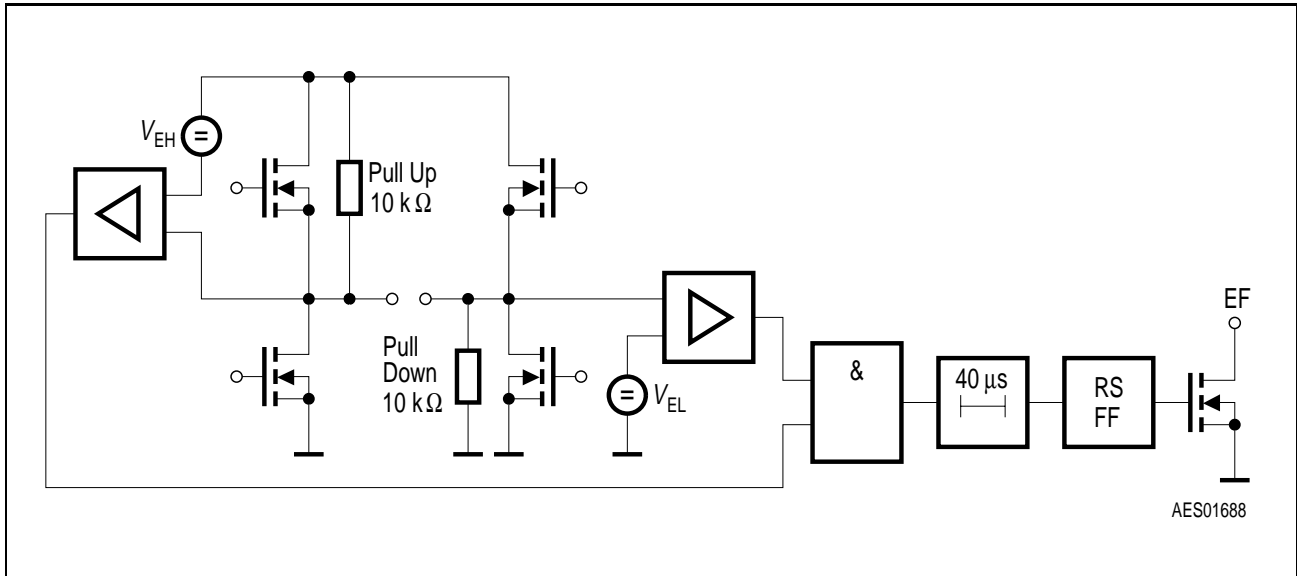 V_EH
=
Pull Up
10 kΩ
Pull
Down
10 kΩ
=
V_EL
&
40 μs
RS
FF
EF
AES01688